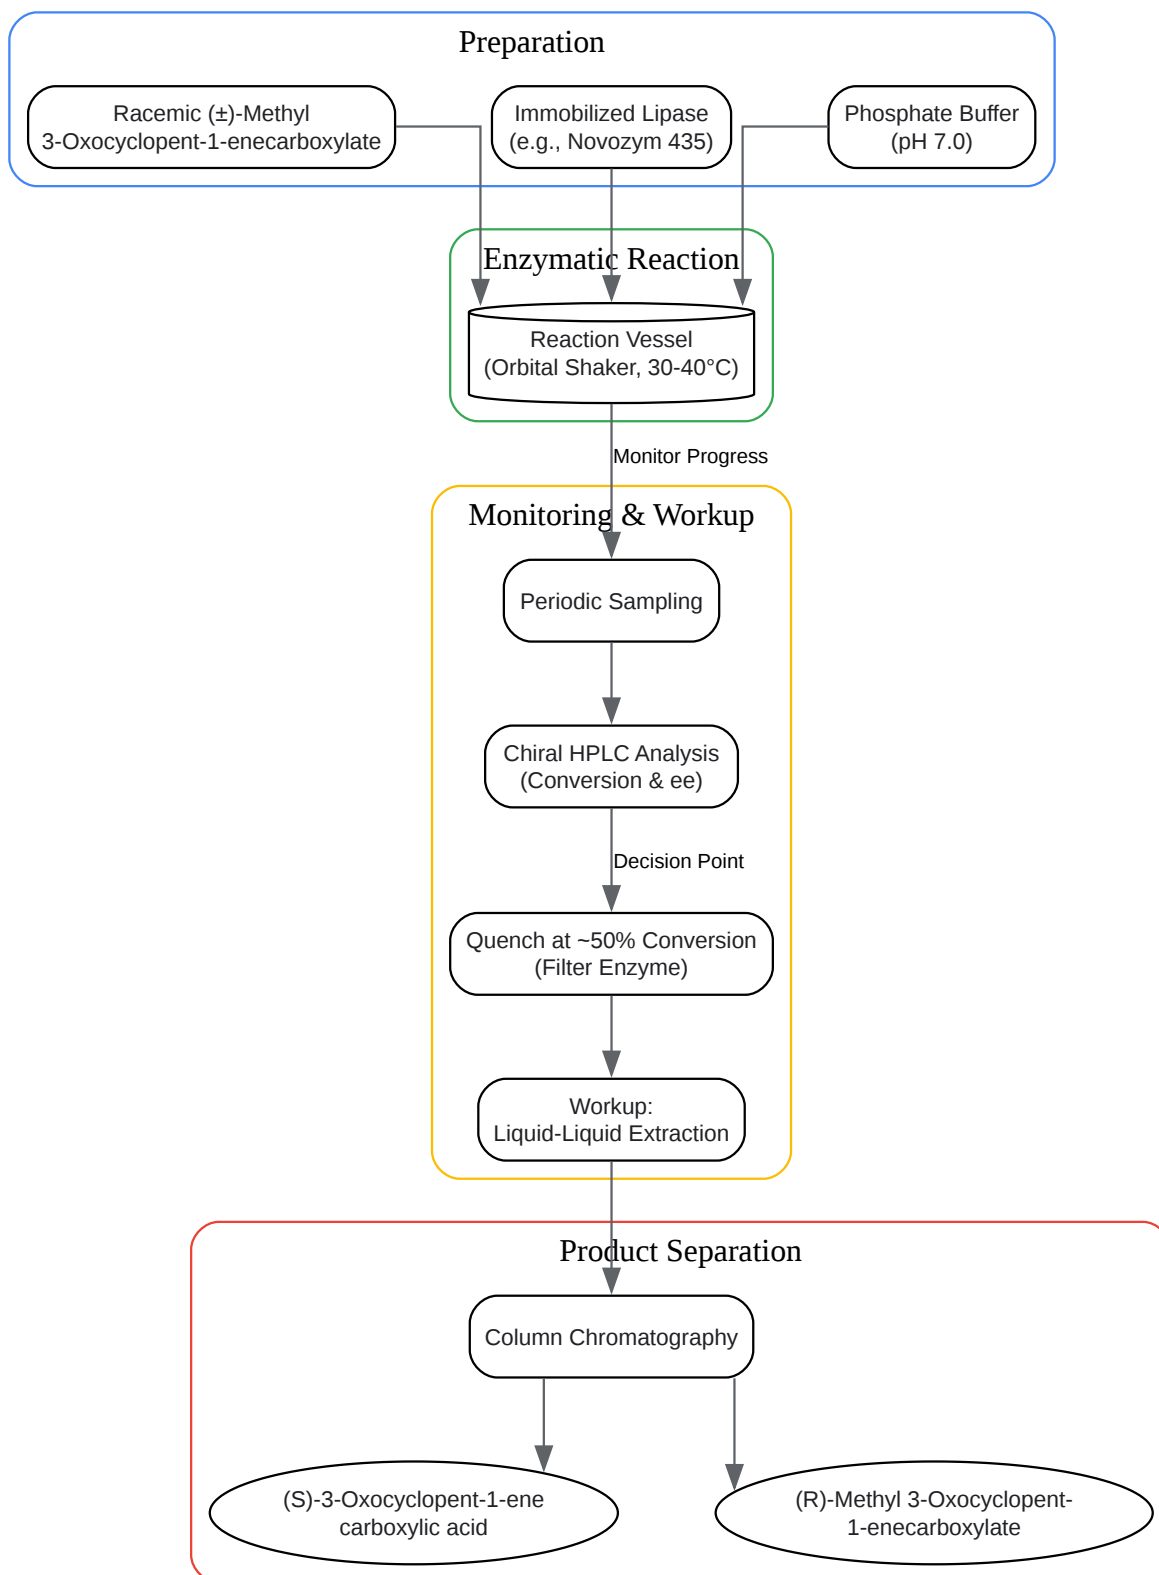 Preparation
Racemic (±)-Methyl
3-Oxocyclopent-1-enecarboxylate
Immobilized Lipase
(e.g., Novozym 435)
Phosphate Buffer
(pH 7.0)
Enzymatic Reaction
Reaction Vessel
(Orbital Shaker, 30-40°C)
Monitor Progress
Monitoring & Workup
Periodic Sampling
Chiral HPLC Analysis
(Conversion & ee)
Decision Point
Quench at ~50% Conversion
(Filter Enzyme)
Workup:
Liquid-Liquid Extraction
Product Separation
Column Chromatography
(S)-3-Oxocyclopent-1-ene
carboxylic acid
(R)-Methyl 3-Oxocyclopent-
1-enecarboxylate